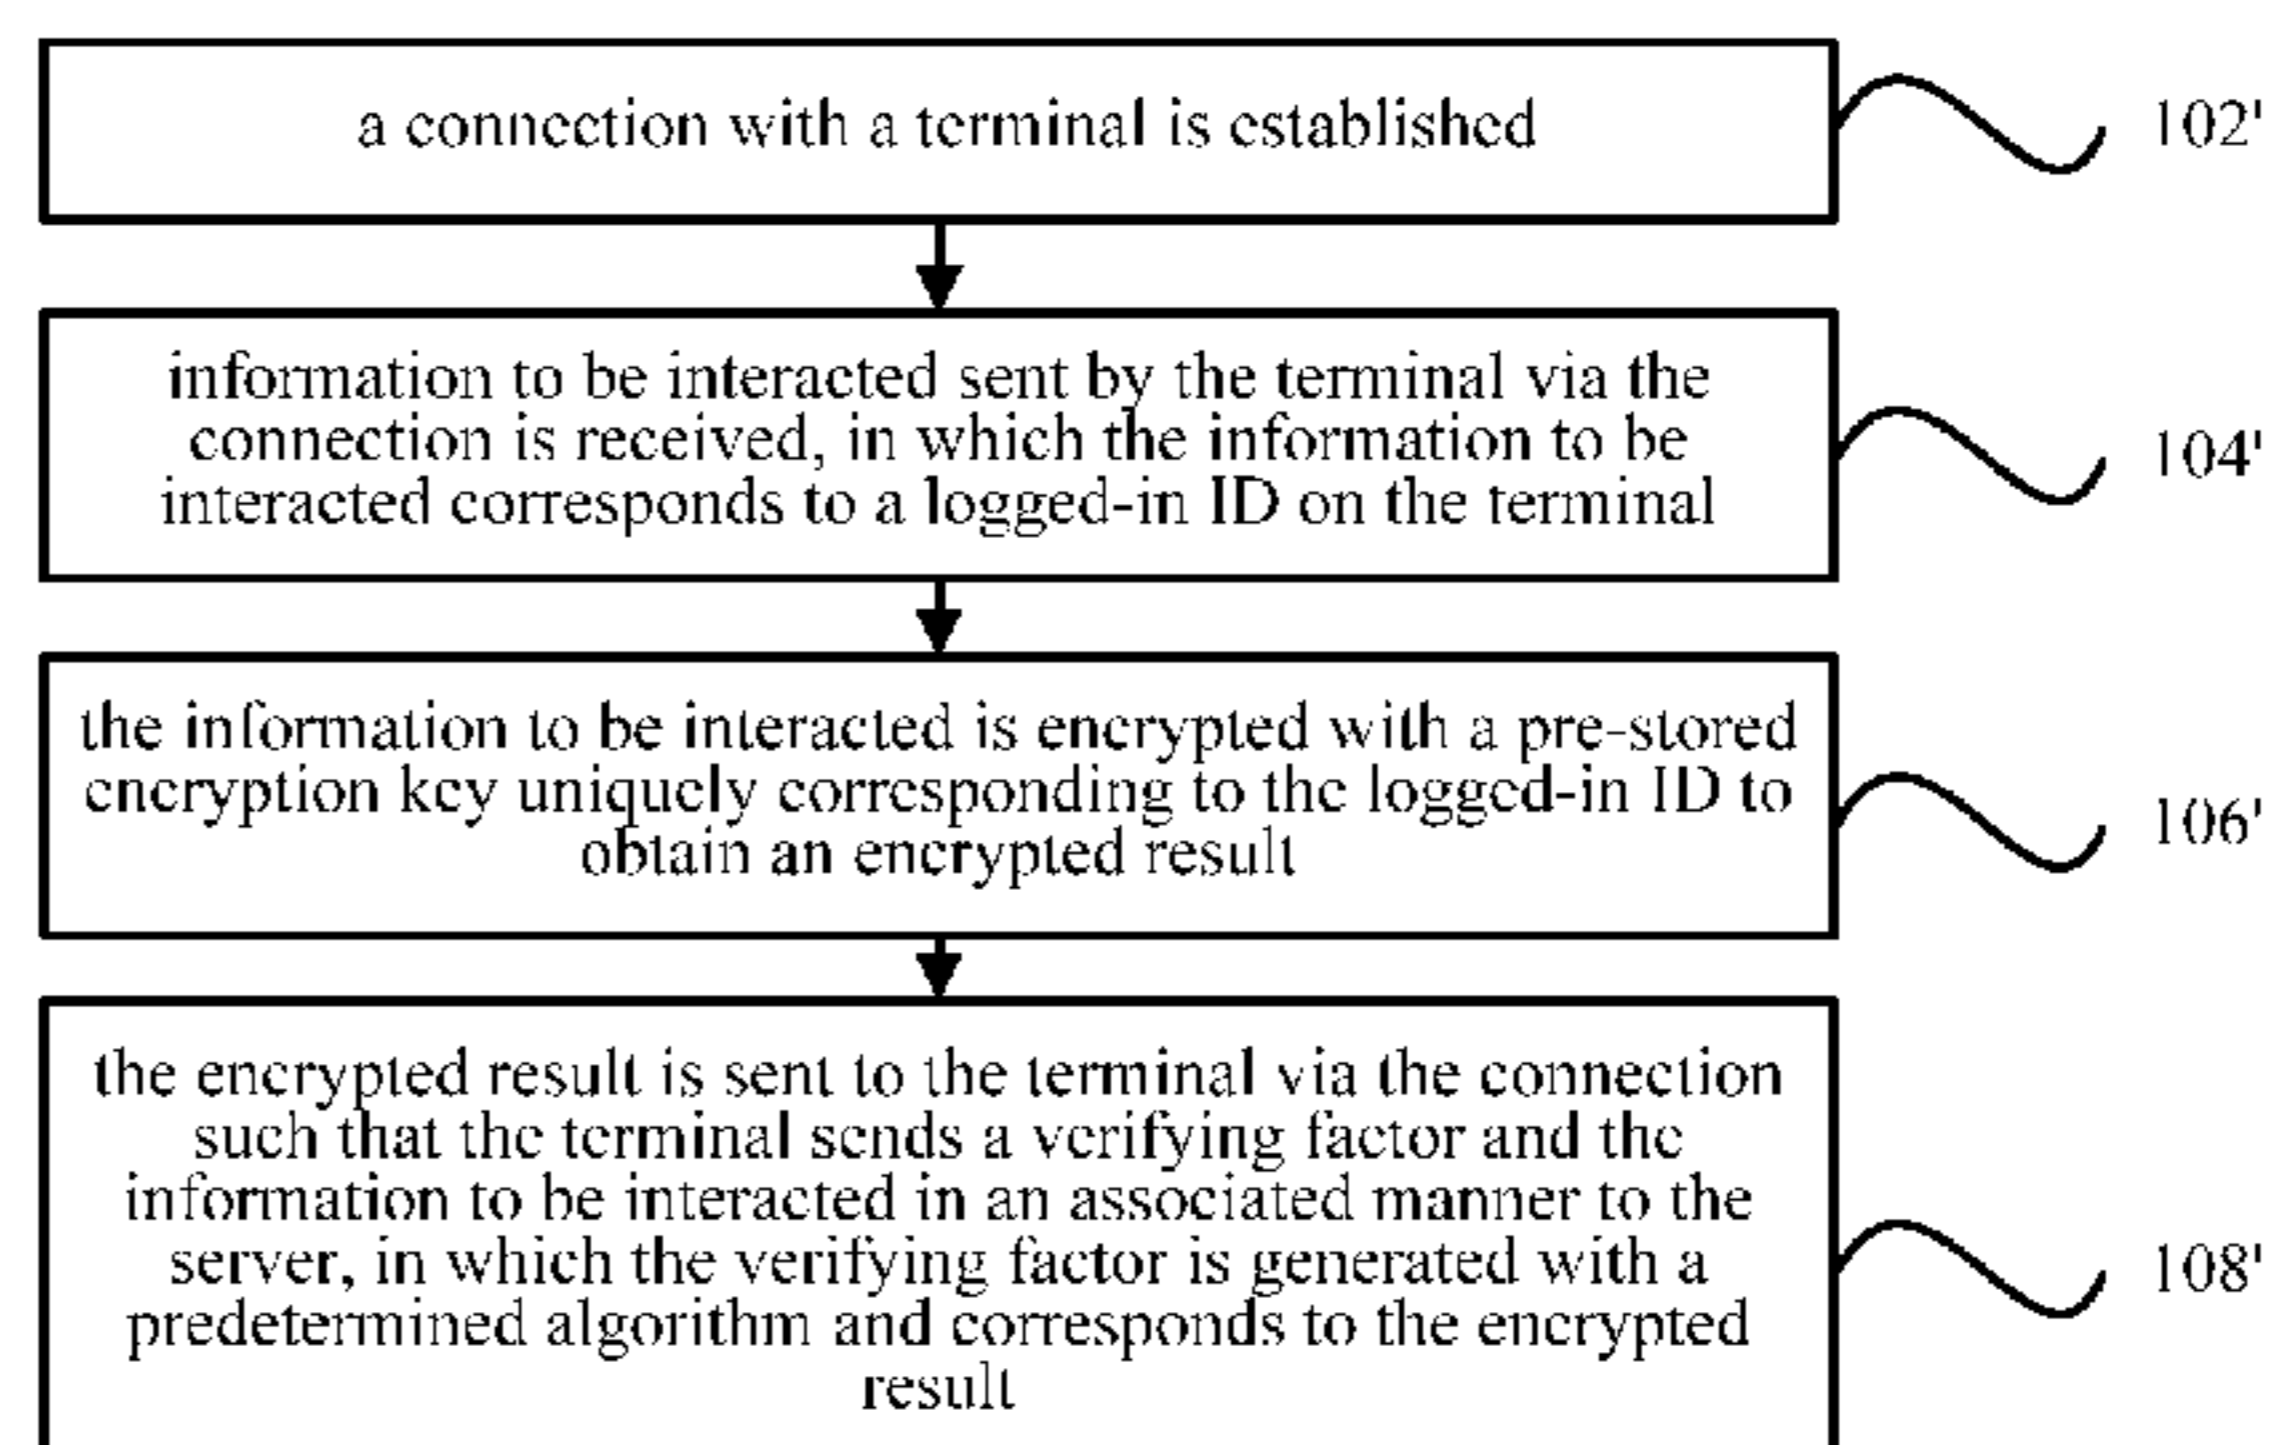 a connection with a terminal is established
102'
information to be interacted sent by the terminal via the
connection is received, in which the information to be
interacted corresponds to a logged-in ID on the terminal
104'
the information to be interacted is encrypted with a pre-stored
encryption key uniquely corresponding to the logged-in ID to
obtain an encrypted result
106'
the encrypted result is sent to the terminal via the connection
such that the terminal sends a verifying factor and the
information to be interacted in an associated manner to the
server, in which the verifying factor is generated with a
predetermined algorithm and corresponds to the encrypted
result
108'